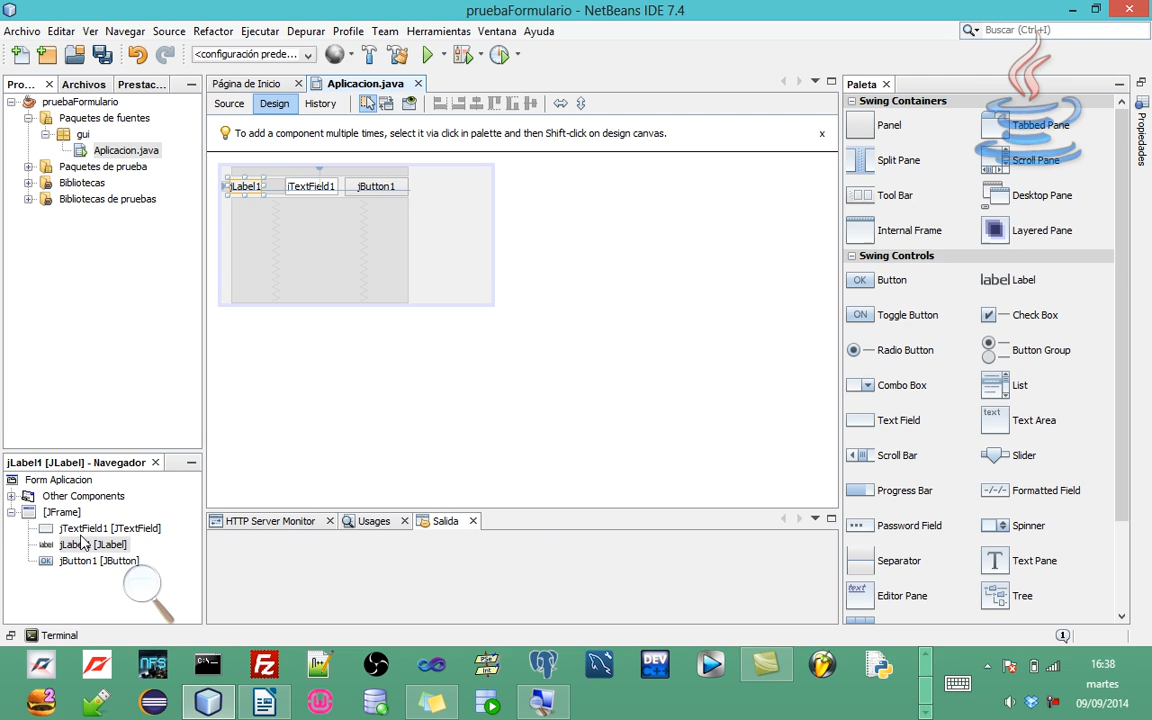 pruebaFormulario - NetBeans IDE 7.4
Archivo Editar Ver Navegar Source Refactor Ejecutar Depurar Profile Team Herramientas Ventana Ayuda
Buscar (Ctrl+I)
<configuración prede...
Pro... Archivos Prestac...
Página de Inicio Aplicacion.java
Paleta
pruebaFormulario
Paquetes de fuentes
gui
Aplicacion.java
Paquetes de prueba
Bibliotecas
Bibliotecas de pruebas
Source Design History
To add a component multiple times, select it via click in palette and then Shift-click on design canvas. x
jLabel1 jTextField1 jButton1
Swing Containers
Panel Tabbed Pane
Split Pane Scroll Pane
Tool Bar Desktop Pane
Internal Frame Layered Pane
Swing Controls
OK Button label Label
ON Toggle Button Check Box
Radio Button Button Group
Combo Box List
Text Field text Text Area
Scroll Bar Slider
Progress Bar Formatted Field
Password Field Spinner
Separator T Text Pane
text Editor Pane Tree
Propiedades
jLabel1 [JLabel] - Navegador
Form Aplicacion
Other Components
[JFrame]
jTextField1 [JTextField]
label [JLabel]
OK jButton1 [JButton]
HTTP Server Monitor Usages Salida
Terminal
1
NFS
DEV
16:38
martes
09/09/2014